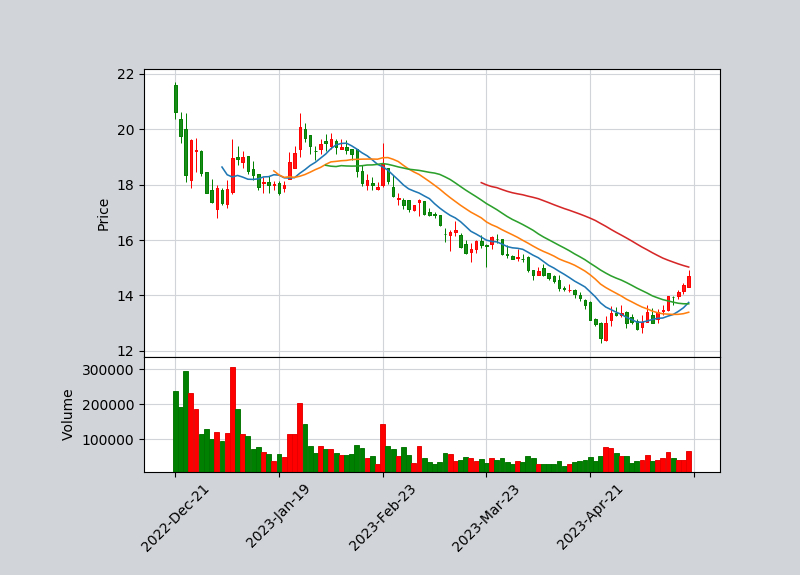 22
20
18
16
14
12
Price
300000
200000
100000
Volume
2022-Dec-21
2023-Jan-19
2023-Feb-23
2023-Mar-23
2023-Apr-21